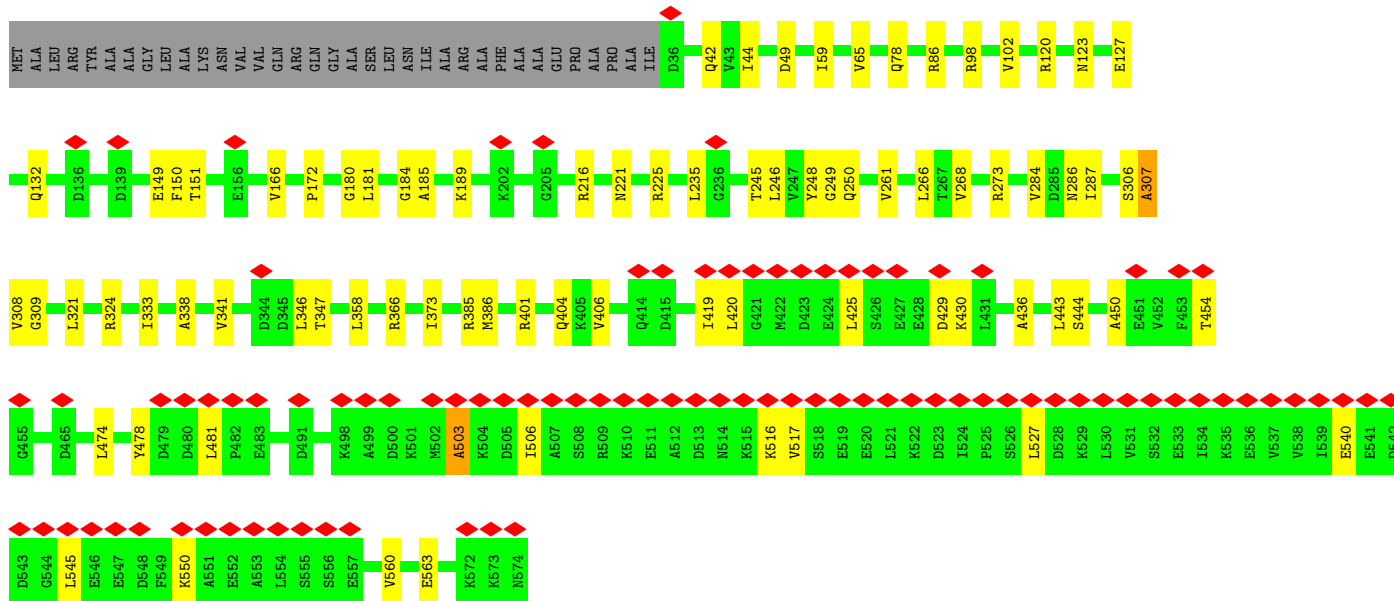 MET ALA LEU ARG TYR ALA ALA GLY LEU ALA LYS ASN VAL VAL GLN ARG GLN GLY ALA SER LEU ASN ILE ALA ARG ALA PHE ALA ALA GLU PRO ALA PRO ALA ILE D36 Q42 V43 I44 D49 I59 V65 Q78 R86 R98 V102 R120 N123 E127
Q132 D136 D139 E149 F150 T151 E156 V166 P172 G180 L181 G184 A185 K189 K202 G205 R216 N221 R225 L235 G236 T245 L246 V247 Y248 G249 Q250 V261 L266 T267 V268 R273 V284 D285 N286 I287 S306 A307
V308 G309 L321 R324 I333 A338 V341 D344 D345 L346 T347 L358 R366 I373 R385 M386 R401 Q404 K405 V406 Q414 D415 I419 L420 G421 M422 D423 E424 L425 S426 E427 E428 D429 K430 L431 A436 L443 S444 A450 E451 V452 F453 T454
G455 D465 L474 Y478 D479 D480 L481 P482 E483 D491 K498 A499 D500 K501 M502 A503 K504 D505 I506 A507 S508 R509 K510 E511 A512 D513 N514 K515 K516 V517 S518 E519 E520 L521 K522 D523 I524 P525 S526 L527 D528 K529 L530 V531 S532 E533 I534 K535 E536 V537 V538 I539 E540 E541 D542
D543 G544 L545 E546 E547 D548 F549 K550 A551 E552 A553 L554 S555 S556 E557 V560 E563 K572 K573 N574